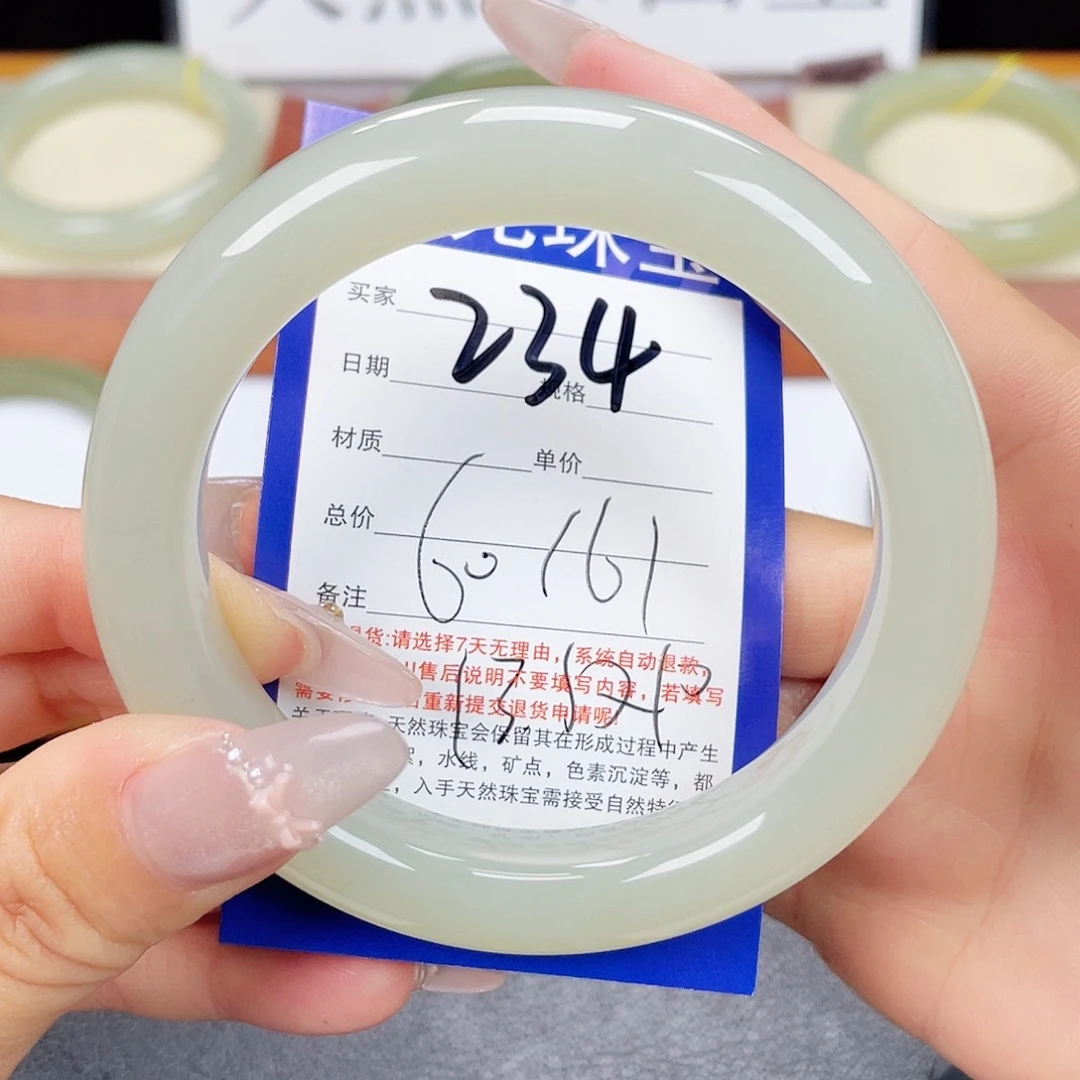 珠宝
买家
234
日期 规格
材质 单价
总价
60 161
备注
退货:请选择7天无理由，系统自动退款，
售后说明不要填写内容，若填写
需要 重新提交退货申请呢!
天然珠宝会保留其在形成过程中产生
，水线，矿点，色素沉淀等，都
，入手天然珠宝需接受自然特